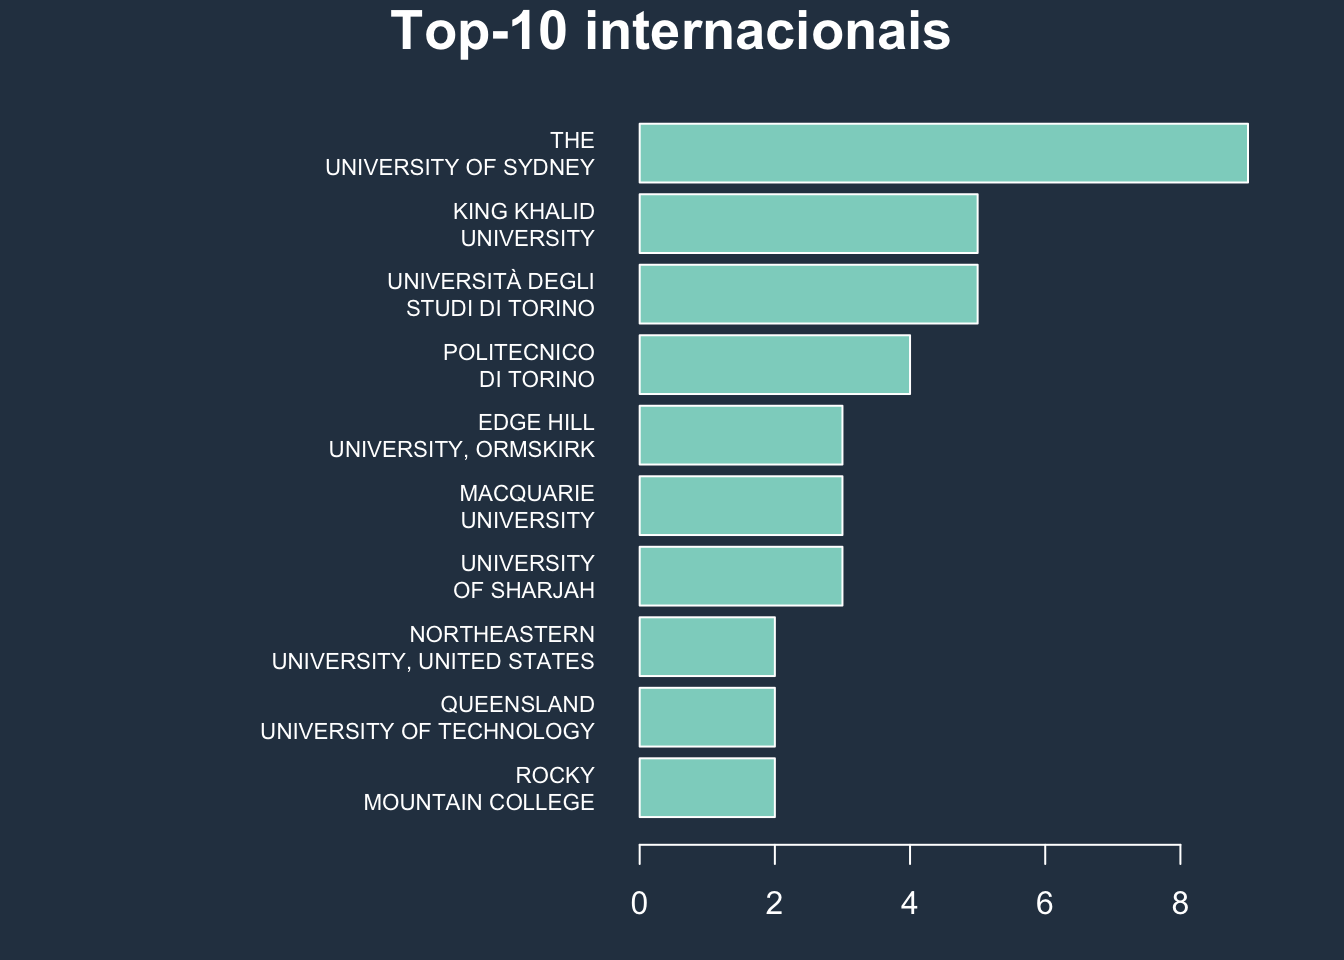 Top-10 internacionais
THE
UNIVERSITY OF SYDNEY
KING KHALID
UNIVERSITY
UNIVERSITÀ DEGLI
STUDI DI TORINO
POLITECNICO
DI TORINO
EDGE HILL
UNIVERSITY, ORMSKIRK
MACQUARIE
UNIVERSITY
UNIVERSITY
OF SHARJAH
NORTHEASTERN
UNIVERSITY, UNITED STATES
QUEENSLAND
UNIVERSITY OF TECHNOLOGY
ROCKY
MOUNTAIN COLLEGE
0 2 4 6 8